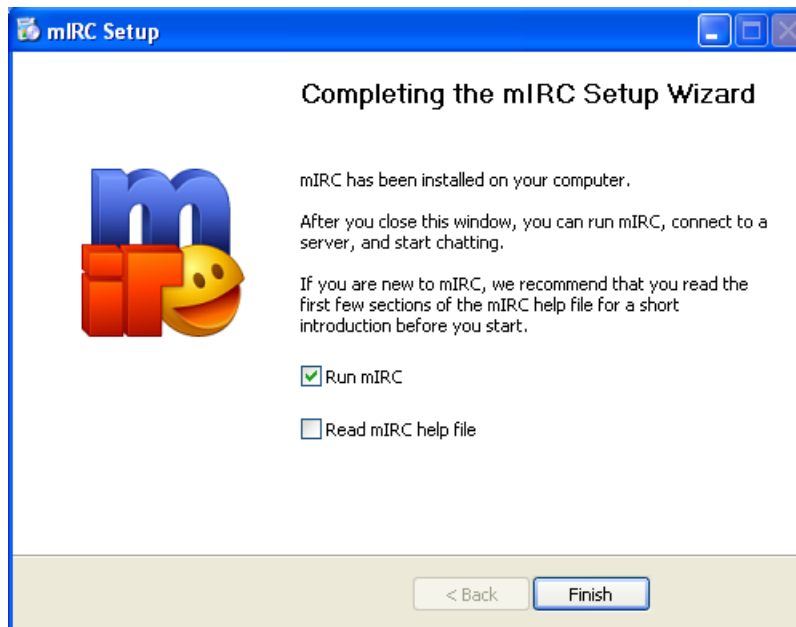 mIRC Setup
Completing the mIRC Setup Wizard
mIRC has been installed on your computer.
After you close this window, you can run mIRC, connect to a
server, and start chatting.
If you are new to mIRC, we recommend that you read the
first few sections of the mIRC help file for a short
introduction before you start.
Run mIRC
Read mIRC help file
< Back
Finish